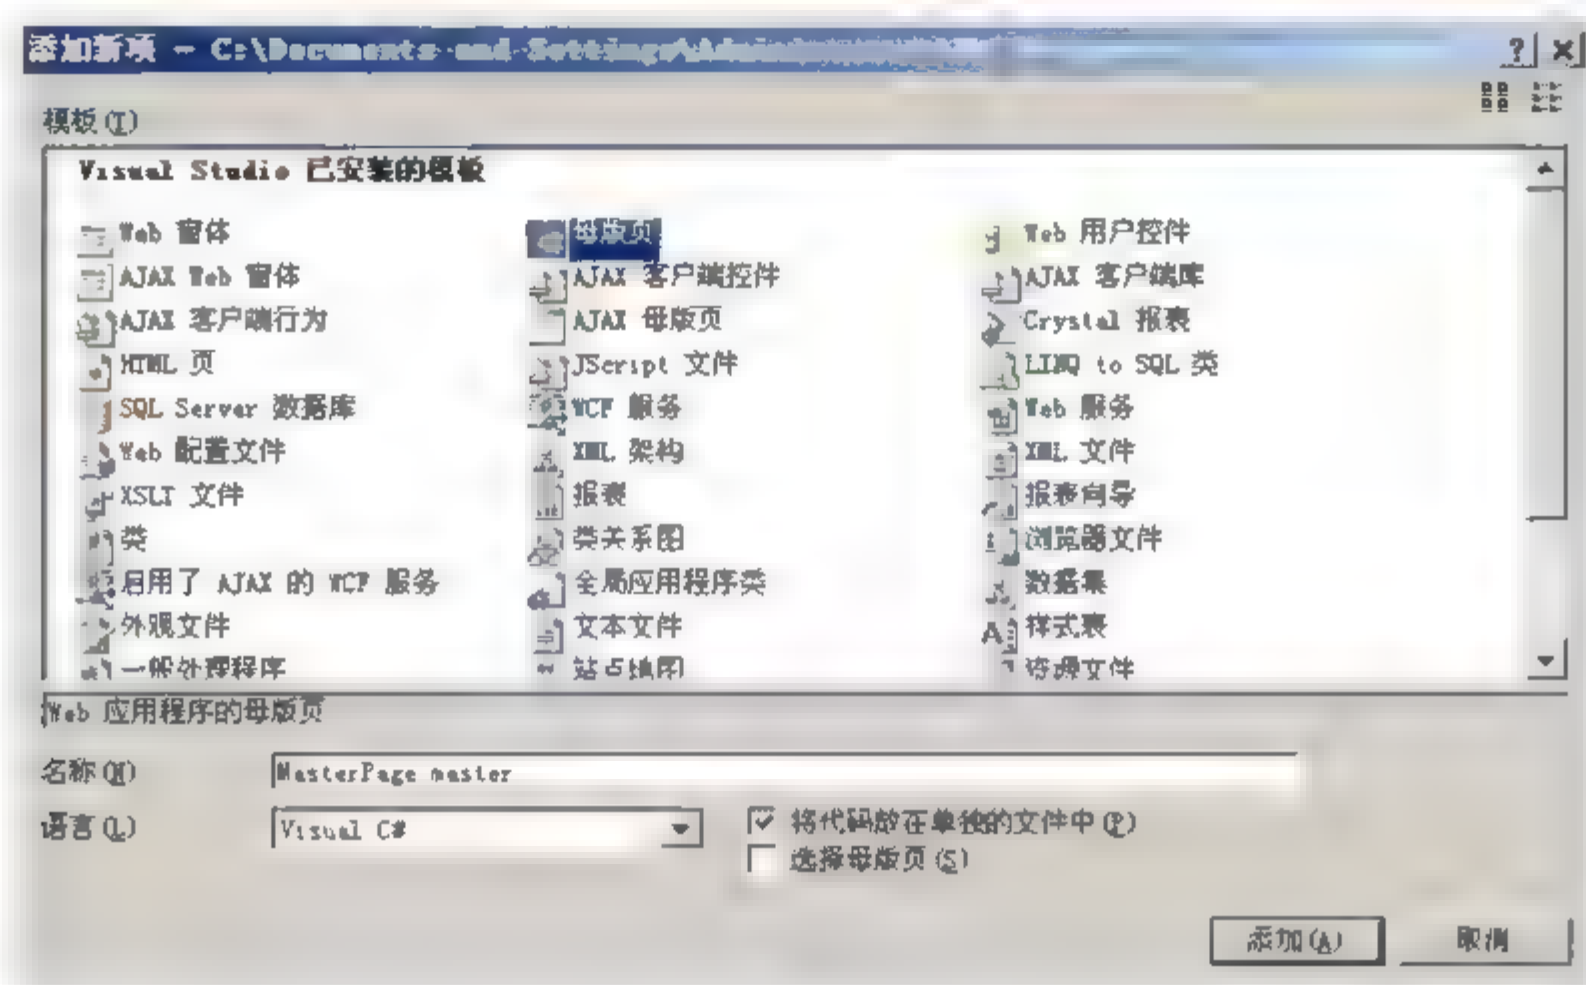 添加新项 - C:\Documents and Settings\
模板(T)
Visual Studio 已安装的模板
Web 窗体 母版页 Web 用户控件
AJAX Web 窗体 AJAX 客户端控件 AJAX 客户端库
AJAX 客户端行为 AJAX 母版页 Crystal 报表
HTML 页 JScript 文件 LINQ to SQL 类
SQL Server 数据库 WCF 服务 Web 服务
Web 配置文件 XML 架构 XML 文件
XSLT 文件 报表 报表向导
类 类关系图 浏览器文件
启用了 AJAX 的 WCF 服务 全局应用程序类 数据集
外观文件 文本文件 样式表
一般处理程序 站点地图 资源文件
Web 应用程序的母版页
名称(N) MasterPage master
语言(L) Visual C# 将代码放在单独的文件中(P)
选择母版页(S)
添加(A) 取消